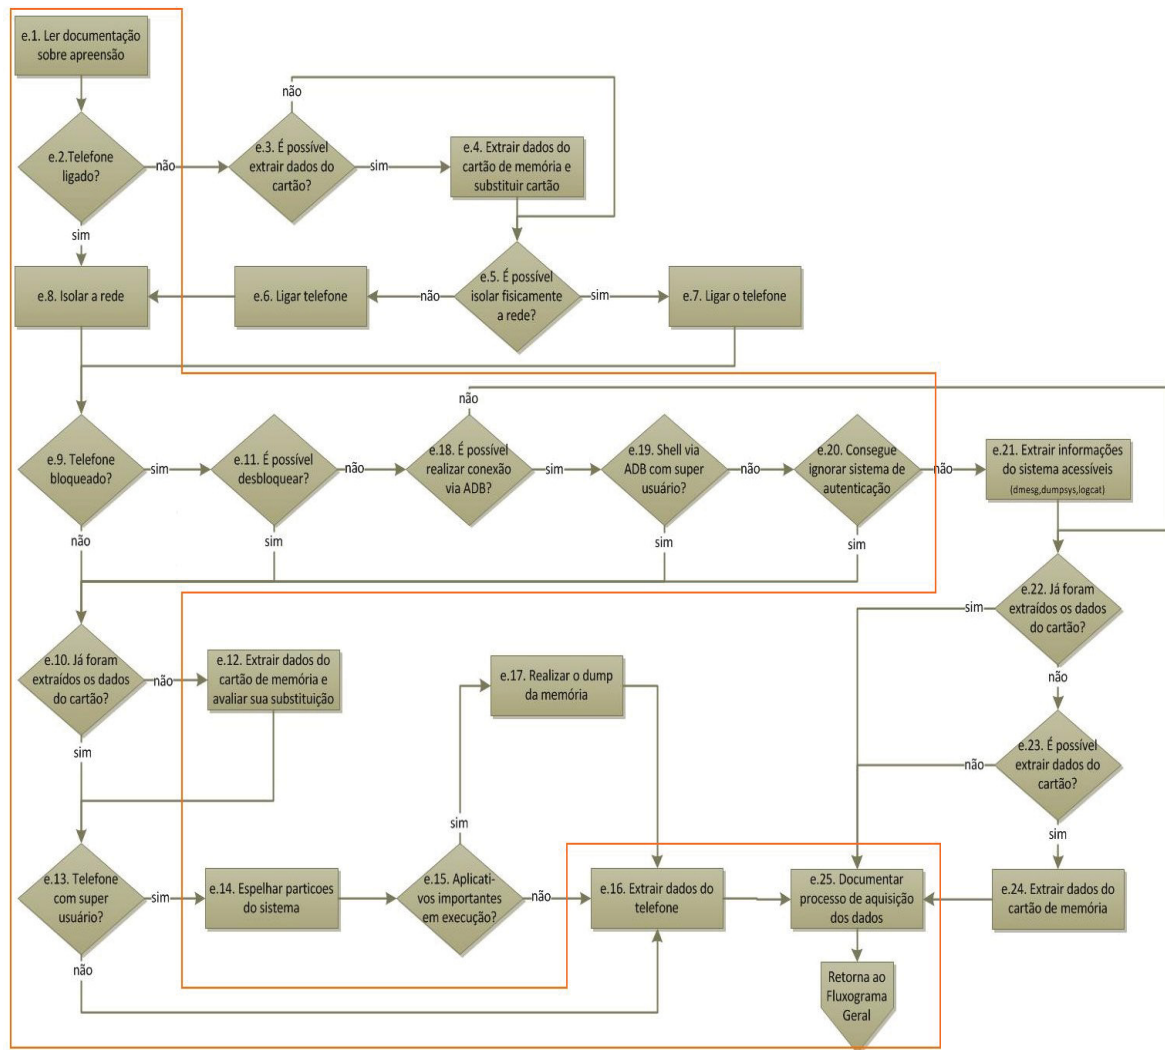 e.1. Ler documentação
sobre apreensão
não
e.2.Telefone
ligado?
não
e.3. É possível
extrair dados do
cartão?
sim
e.4. Extrair dados do
cartão de memória e
substituir cartão
sim
e.8. Isolar a rede
e.6. Ligar telefone
não
e.5. É possível
isolar fisicamente
a rede?
sim
e.7. Ligar o telefone
não
e.9. Telefone
bloqueado?
sim
e.11. É possível
desbloquear?
não
e.18. É possível
realizar conexão
via ADB?
sim
e.19. Shell via
ADB com super
usuário?
não
e.20. Consegue
ignorar sistema de
autenticação
não
e.21. Extrair informações
do sistema acessíveis
(dmesg,dumpsys,logcat)
não
sim
sim
sim
e.10. Já foram
extraídos os dados
do cartão?
não
e.12. Extrair dados do
cartão de memória e
avaliar sua substituição
e.17. Realizar o dump
da memória
sim
e.22. Já foram
extraídos os dados
do cartão?
não
sim
não
e.23. É possível
extrair dados do
cartão?
sim
sim
e.13. Telefone
com super
usuário?
sim
e.14. Espelhar particoes
do sistema
e.15. Aplicati-
vos importantes
em execução?
não
e.16. Extrair dados do
telefone
e.25. Documentar
processo de aquisição
dos dados
e.24. Extrair dados do
cartão de memória
não
Retorna ao
Fluxograma
Geral